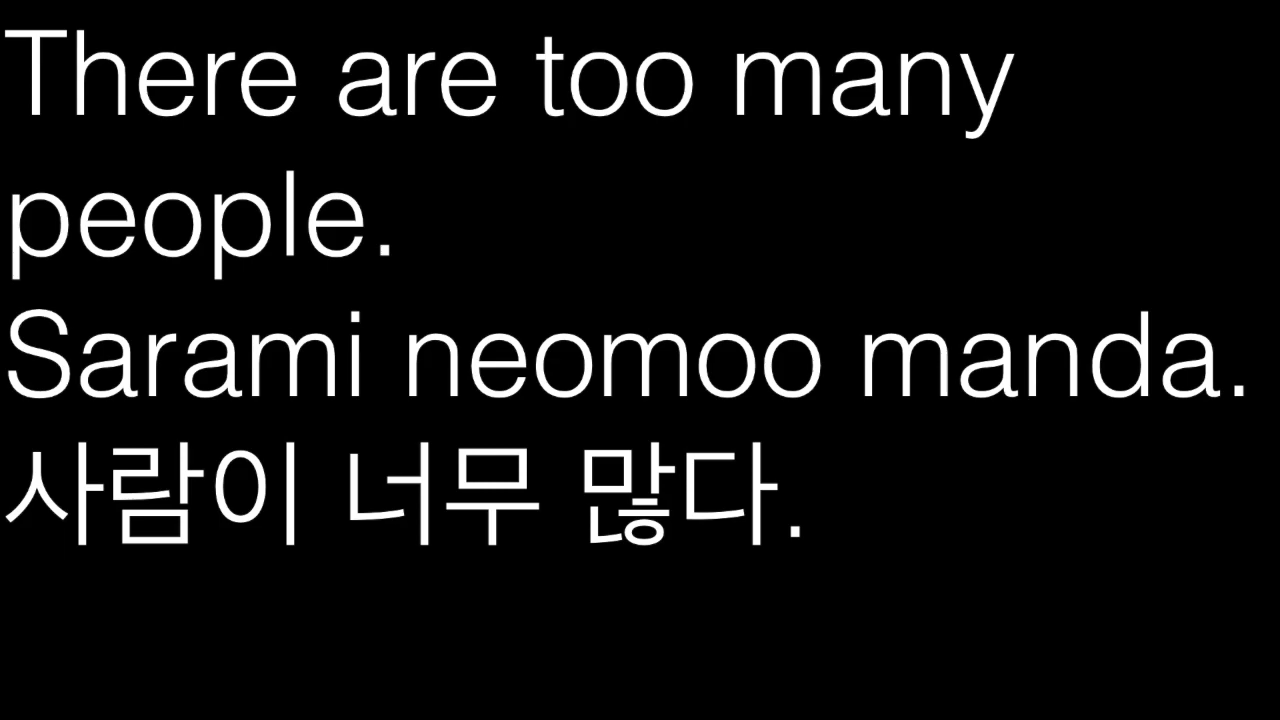 There are too many
people.
Sarami neomoo manda.
사람이 너무 많다.